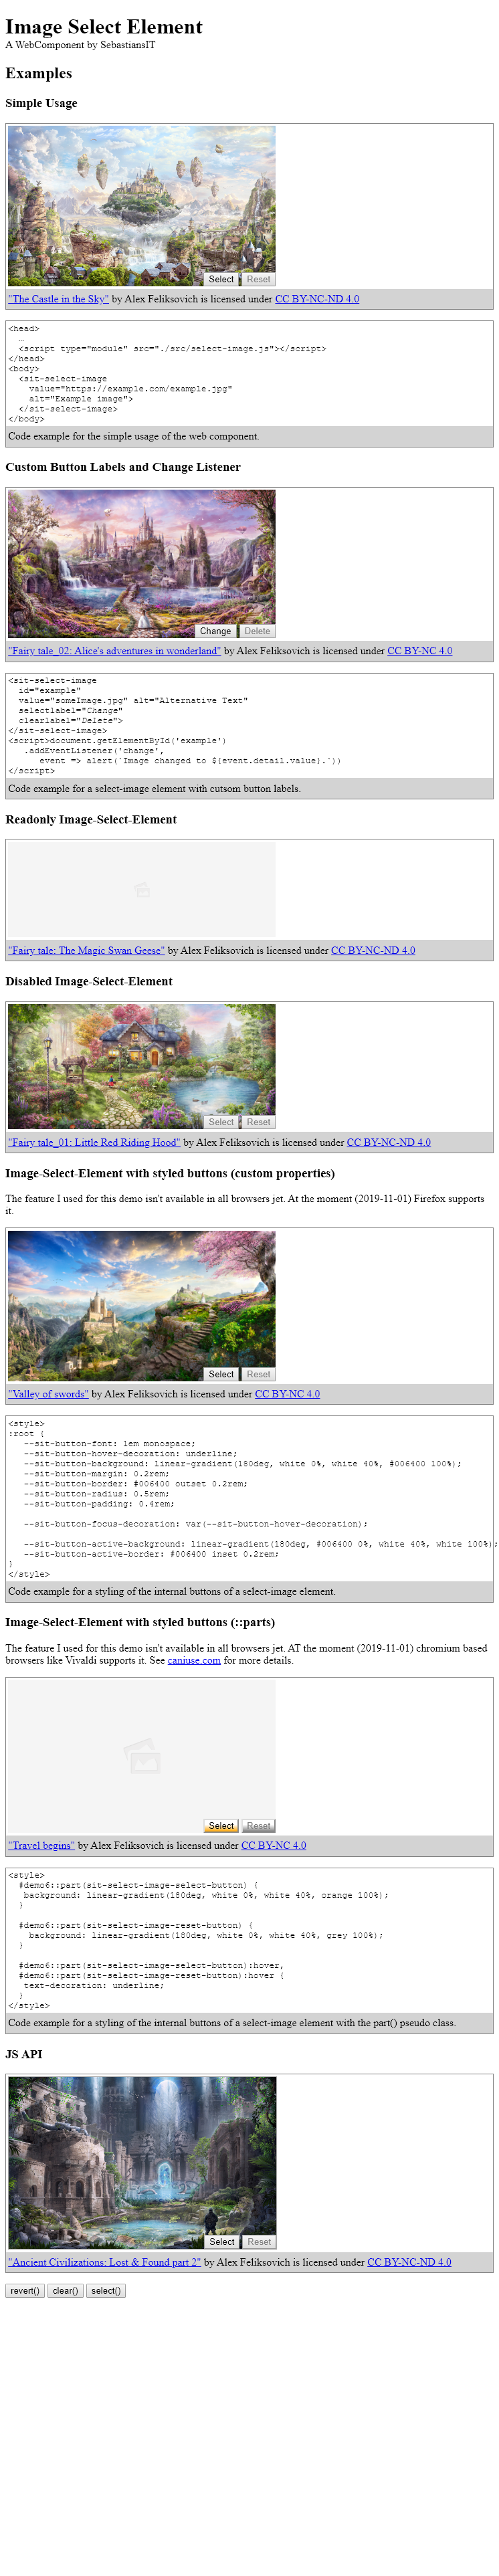 Image Select Element
A WebComponent by SebastiansIT
Examples
Simple Usage
Select Reset
"The Castle in the Sky" by Alex Feliksovich is licensed under CC BY-NC-ND 4.0
<head>
…
<script type="module" src="./src/select-image.js"></script>
</head>
<body>
<sit-select-image
value="https://example.com/example.jpg"
alt="Example image">
</sit-select-image>
</body>
Code example for the simple usage of the web component.
Custom Button Labels and Change Listener
Change Delete
"Fairy tale_02: Alice's adventures in wonderland" by Alex Feliksovich is licensed under CC BY-NC 4.0
<sit-select-image
id="example"
value="someImage.jpg" alt="Alternative Text"
selectlabel="Change"
clearlabel="Delete">
</sit-select-image>
<script>document.getElementById('example')
.addEventListener('change',
event => alert(`Image changed to ${event.detail.value}.`))
</script>
Code example for a select-image element with cutsom button labels.
Readonly Image-Select-Element
"Fairy tale: The Magic Swan Geese" by Alex Feliksovich is licensed under CC BY-NC-ND 4.0
Disabled Image-Select-Element
Select Reset
"Fairy tale_01: Little Red Riding Hood" by Alex Feliksovich is licensed under CC BY-NC-ND 4.0
Image-Select-Element with styled buttons (custom properties)
The feature I used for this demo isn't available in all browsers jet. At the moment (2019-11-01) Firefox supports
it.
Select Reset
"Valley of swords" by Alex Feliksovich is licensed under CC BY-NC 4.0
<style>
:root {
--sit-button-font: 1em monospace;
--sit-button-hover-decoration: underline;
--sit-button-background: linear-gradient(180deg, white 0%, white 40%, #006400 100%);
--sit-button-margin: 0.2rem;
--sit-button-border: #006400 outset 0.2rem;
--sit-button-radius: 0.5rem;
--sit-button-padding: 0.4rem;
--sit-button-focus-decoration: var(--sit-button-hover-decoration);
--sit-button-active-background: linear-gradient(180deg, #006400 0%, white 40%, white 100%);
--sit-button-active-border: #006400 inset 0.2rem;
}
</style>
Code example for a styling of the internal buttons of a select-image element.
Image-Select-Element with styled buttons (::parts)
The feature I used for this demo isn't available in all browsers jet. AT the moment (2019-11-01) chromium based
browsers like Vivaldi supports it. See caniuse.com for more details.
Select Reset
"Travel begins" by Alex Feliksovich is licensed under CC BY-NC 4.0
<style>
#demo6::part(sit-select-image-select-button) {
background: linear-gradient(180deg, white 0%, white 40%, orange 100%);
}
#demo6::part(sit-select-image-reset-button) {
background: linear-gradient(180deg, white 0%, white 40%, grey 100%);
}
#demo6::part(sit-select-image-select-button):hover,
#demo6::part(sit-select-image-reset-button):hover {
text-decoration: underline;
}
</style>
Code example for a styling of the internal buttons of a select-image element with the part() pseudo class.
JS API
Select Reset
"Ancient Civilizations: Lost & Found part 2" by Alex Feliksovich is licensed under CC BY-NC-ND 4.0
revert() clear() select()